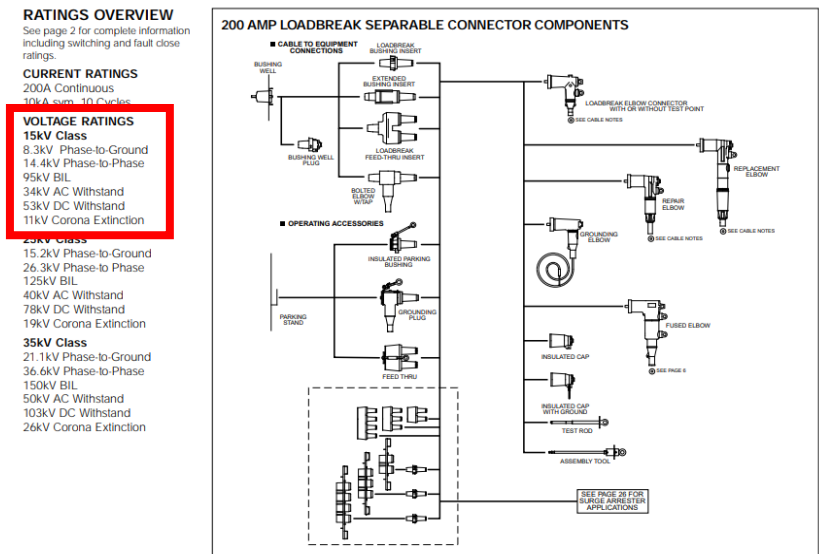 RATINGS OVERVIEW
See page 2 for complete information
including switching and fault close
ratings.
CURRENT RATINGS
200A Continuous
10kA sym, 10 Cycles
VOLTAGE RATINGS
15kV Class
8.3kV Phase-to-Ground
14.4kV Phase-to-Phase
95kV BIL
34kV AC Withstand
53kV DC Withstand
11kV Corona Extinction
25kV Class
15.2kV Phase-to-Ground
26.3kV Phase-to Phase
125kV BIL
40kV AC Withstand
78kV DC Withstand
19kV Corona Extinction
35kV Class
21.1kV Phase-to-Ground
36.6kV Phase-to-Phase
150kV BIL
50kV AC Withstand
103kV DC Withstand
26kV Corona Extinction
200 AMP LOADBREAK SEPARABLE CONNECTOR COMPONENTS
■ CABLE TO EQUIPMENT
CONNECTIONS
BUSHING
WELL
BUSHING WELL
PLUG
LOADBREAK
BUSHING INSERT
EXTENDED
BUSHING INSERT
LOADBREAK
FEED-THRU INSERT
BOLTED
ELBOW
W/TAP
■ OPERATING ACCESSORIES
PARKING
STAND
INSULATED PARKING
BUSHING
GROUNDING
PLUG
FEED THRU
LOADBREAK ELBOW CONNECTOR
WITH OR WITHOUT TEST POINT
SEE CABLE NOTES
REPLACEMENT
ELBOW
SEE CABLE NOTES
REPAIR
ELBOW
SEE CABLE NOTES
GROUNDING
ELBOW
FUSED ELBOW
SEE PAGE 6
INSULATED CAP
INSULATED CAP
WITH GROUND
TEST ROD
ASSEMBLY TOOL
SEE PAGE 26 FOR
SURGE ARRESTER
APPLICATIONS